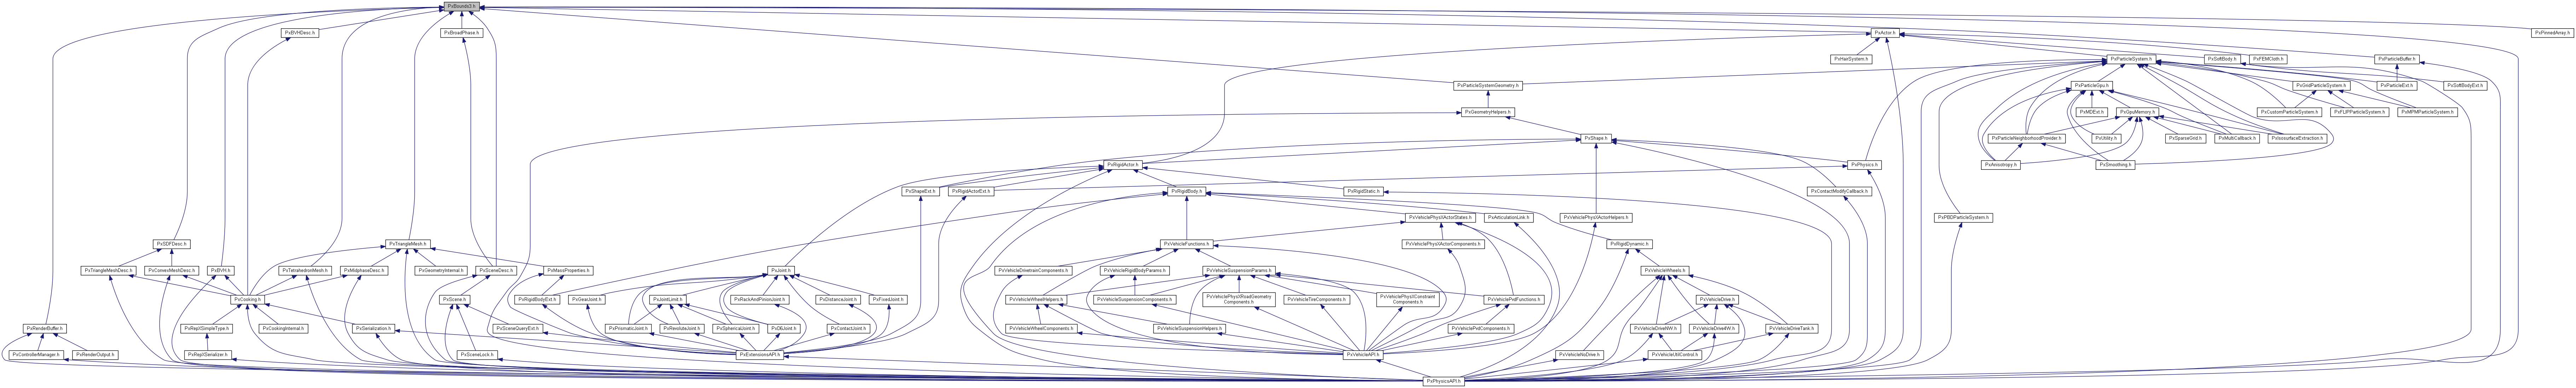 PxBounds3.h
PxBVHDesc.h
PxBroadPhase.h
PxActor.h
PxPinnedArray.h
PxHairSystem.h
PxParticleSystem.h
PxSoftBody.h
PxFEMCloth.h
PxParticleBuffer.h
PxParticleSystemGeometry.h
PxParticleGpu.h
PxGridParticleSystem.h
PxParticleExt.h
PxSoftBodyExt.h
PxGeometryHelpers.h
PxMDExt.h
PxGpuMemory.h
PxCustomParticleSystem.h
PxFLIPParticleSystem.h
PxMPMParticleSystem.h
PxShape.h
PxParticleNeighborhoodProvider.h
PxUtility.h
PxSparseGrid.h
PxMultiCallback.h
PxIsosurfaceExtraction.h
PxRigidActor.h
PxPhysics.h
PxAnisotropy.h
PxSmoothing.h
PxShapeExt.h
PxRigidActorExt.h
PxRigidBody.h
PxRigidStatic.h
PxContactModifyCallback.h
PxVehiclePhysXActorStates.h
PxArticulationLink.h
PxVehiclePhysXActorHelpers.h
PxPBDParticleSystem.h
PxSDFDesc.h
PxTriangleMesh.h
PxVehicleFunctions.h
PxVehiclePhysXActorComponents.h
PxRigidDynamic.h
PxTriangleMeshDesc.h
PxConvexMeshDesc.h
PxBVH.h
PxTetrahedronMesh.h
PxMidphaseDesc.h
PxGeometryInternal.h
PxSceneDesc.h
PxMassProperties.h
PxJoint.h
PxVehicleDrivetrainComponents.h
PxVehicleRigidBodyParams.h
PxVehicleSuspensionParams.h
PxVehicleWheels.h
PxCooking.h
PxScene.h
PxRigidBodyExt.h
PxGearJoint.h
PxJointLimit.h
PxRackAndPinionJoint.h
PxDistanceJoint.h
PxFixedJoint.h
PxVehicleWheelHelpers.h
PxVehicleSuspensionComponents.h
PxVehiclePhysXRoadGeometry
Components.h
PxVehicleTireComponents.h
PxVehiclePhysXConstraint
Components.h
PxVehiclePvdFunctions.h
PxVehicleDrive.h
PxRenderBuffer.h
PxRepXSimpleType.h
PxCookingInternal.h
PxSerialization.h
PxSceneQueryExt.h
PxPrismaticJoint.h
PxRevoluteJoint.h
PxSphericalJoint.h
PxD6Joint.h
PxContactJoint.h
PxVehicleWheelComponents.h
PxVehicleSuspensionHelpers.h
PxVehiclePvdComponents.h
PxVehicleDriveNW.h
PxVehicleDrive4W.h
PxVehicleDriveTank.h
PxControllerManager.h
PxRenderOutput.h
PxRepXSerializer.h
PxSceneLock.h
PxExtensionsAPI.h
PxVehicleAPI.h
PxVehicleNoDrive.h
PxVehicleUtilControl.h
PxPhysicsAPI.h